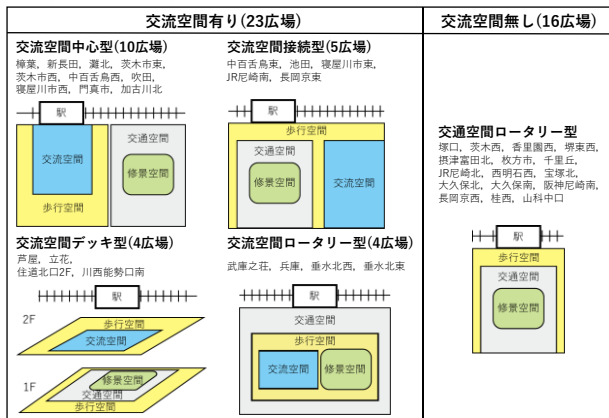 交流空間有り(23広場)
交流空間中心型(10広場)
樟葉，新長田，灘北，茨木市東，
茨木市西，中百舌鳥西，吹田，
寝屋川市西，門真市，加古川北
駅
交通空間
交流空間
修景空間
歩行空間
交流空間接続型(5広場)
中百舌鳥東，池田，寝屋川市東，
JR尼崎南，長岡京東
駅
歩行空間
交通空間
修景空間
交流空間
交流空間デッキ型(4広場)
芦屋，立花，
住道北口2F，川西能勢口南
駅
2F
歩行空間
交流空間
1F
修景空間
交通空間
歩行空間
交流空間ロータリー型(4広場)
武庫之荘，兵庫，垂水北西，垂水北東
駅
交通空間
歩行空間
交流空間
修景空間
交流空間無し(16広場)
交通空間ロータリー型
塚口，茨木西，香里園西，堺東西，
摂津富田北，枚方市，千里丘，
JR尼崎北，西明石西，宝塚北，
大久保北，大久保南，阪神尼崎南，
長岡京西，桂西，山科中口
駅
歩行空間
交通空間
修景空間